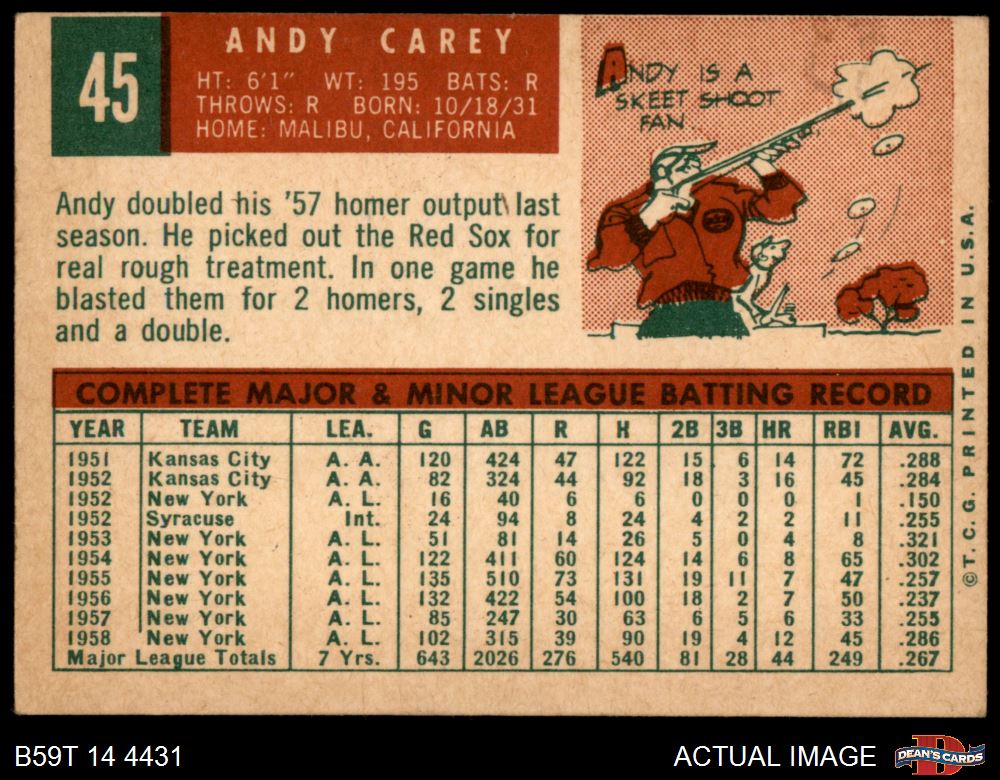 45
ANDY CAREY
HT: 6'1" WT: 195 BATS: R
THROWS: R BORN: 10/18/31
HOME: MALIBU, CALIFORNIA
ANDY IS A
SKEET SHOOT
FAN
Andy doubled his '57 homer output last
season. He picked out the Red Sox for
real rough treatment. In one game he
blasted them for 2 homers, 2 singles
and a double.
COMPLETE MAJOR & MINOR LEAGUE BATTING RECORD
YEAR TEAM LEA. G AB R H 2B 3B HR RBI AVG.
1951 Kansas City A. A. 120 424 47 122 15 6 14 72 .288
1952 Kansas City A. A. 82 324 44 92 18 3 16 45 .284
1952 New York A. L. 16 40 6 6 0 0 0 1 .150
1952 Syracuse Int. 24 94 8 24 4 2 2 11 .255
1953 New York A. L. 51 81 14 26 5 0 4 8 .321
1954 New York A. L. 122 411 60 124 14 6 8 65 .302
1955 New York A. L. 135 510 73 131 19 11 7 47 .257
1956 New York A. L. 132 422 54 100 18 2 7 50 .237
1957 New York A. L. 85 247 30 63 6 5 6 33 .255
1958 New York A. L. 102 315 39 90 19 4 12 45 .286
Major League Totals 7 Yrs. 643 2026 276 540 81 28 44 249 .267
© T. C. G. PRINTED IN U.S.A.
B59T 14 4431
ACTUAL IMAGE
DEAN'S CARDS